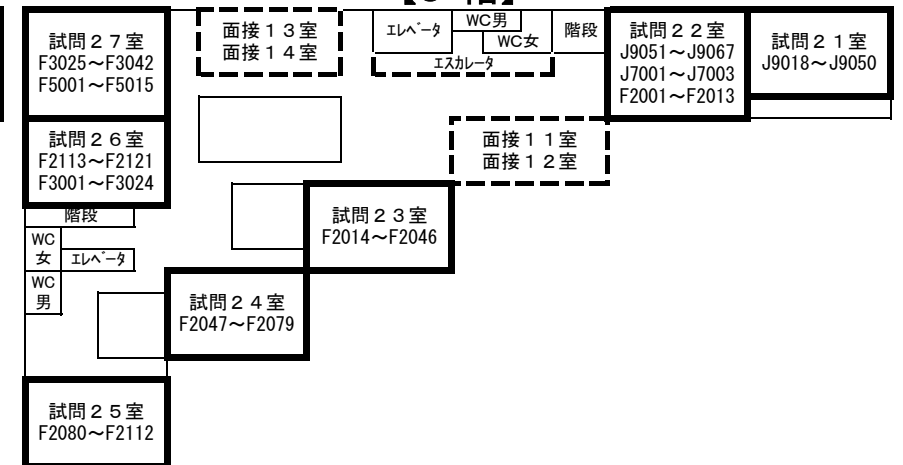 試問２７室
F3025～F3042
F5001～F5015
面接１３室
面接１４室
ｴﾚﾍﾞｰﾀ
WC男
WC女
階段
ｴｽｶﾚｰﾀ
試問２２室
J9051～J9067
J7001～J7003
F2001～F2013
試問２１室
J9018～J9050
試問２６室
F2113～F2121
F3001～F3024
面接１１室
面接１２室
階段
WC
女
ｴﾚﾍﾞｰﾀ
WC
男
試問２３室
F2014～F2046
試問２４室
F2047～F2079
試問２５室
F2080～F2112